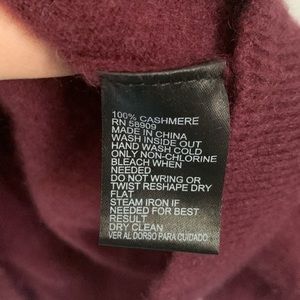 100% CASHMERE
RN 58909
MADE IN CHINA
WASH INSIDE OUT
HAND WASH COLD
ONLY NON-CHLORINE
BLEACH WHEN
NEEDED
DO NOT WRING OR
TWIST RESHAPE DRY
FLAT
STEAM IRON IF
NEEDED FOR BEST
RESULT
DRY CLEAN
VER AL DORSO PARA CUIDADO.